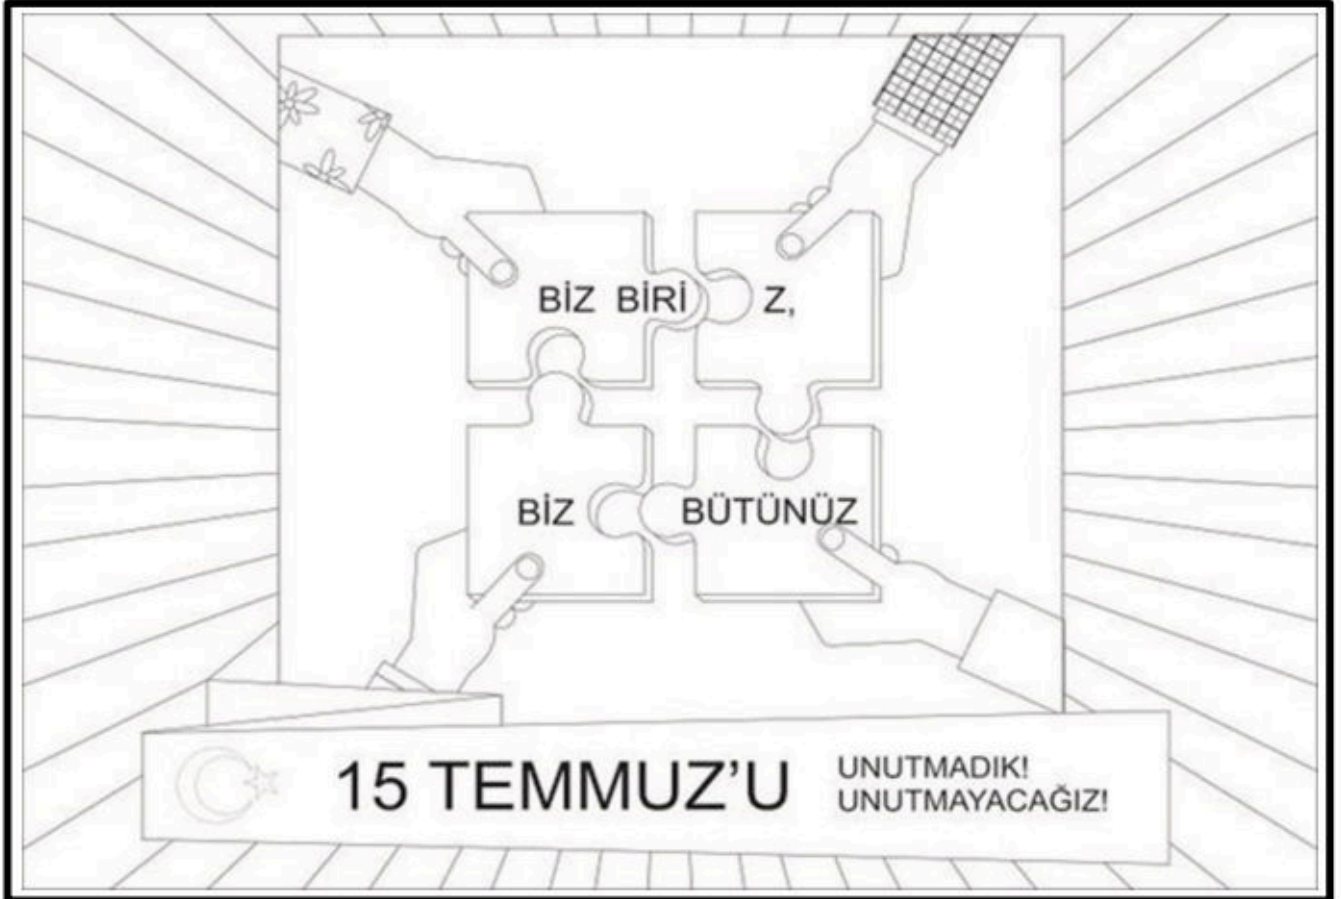 BİZ BİRİ Z,
BİZ BÜTÜNÜZ
15 TEMMUZ’U
UNUTMADIK!
UNUTMAYACAĞIZ!